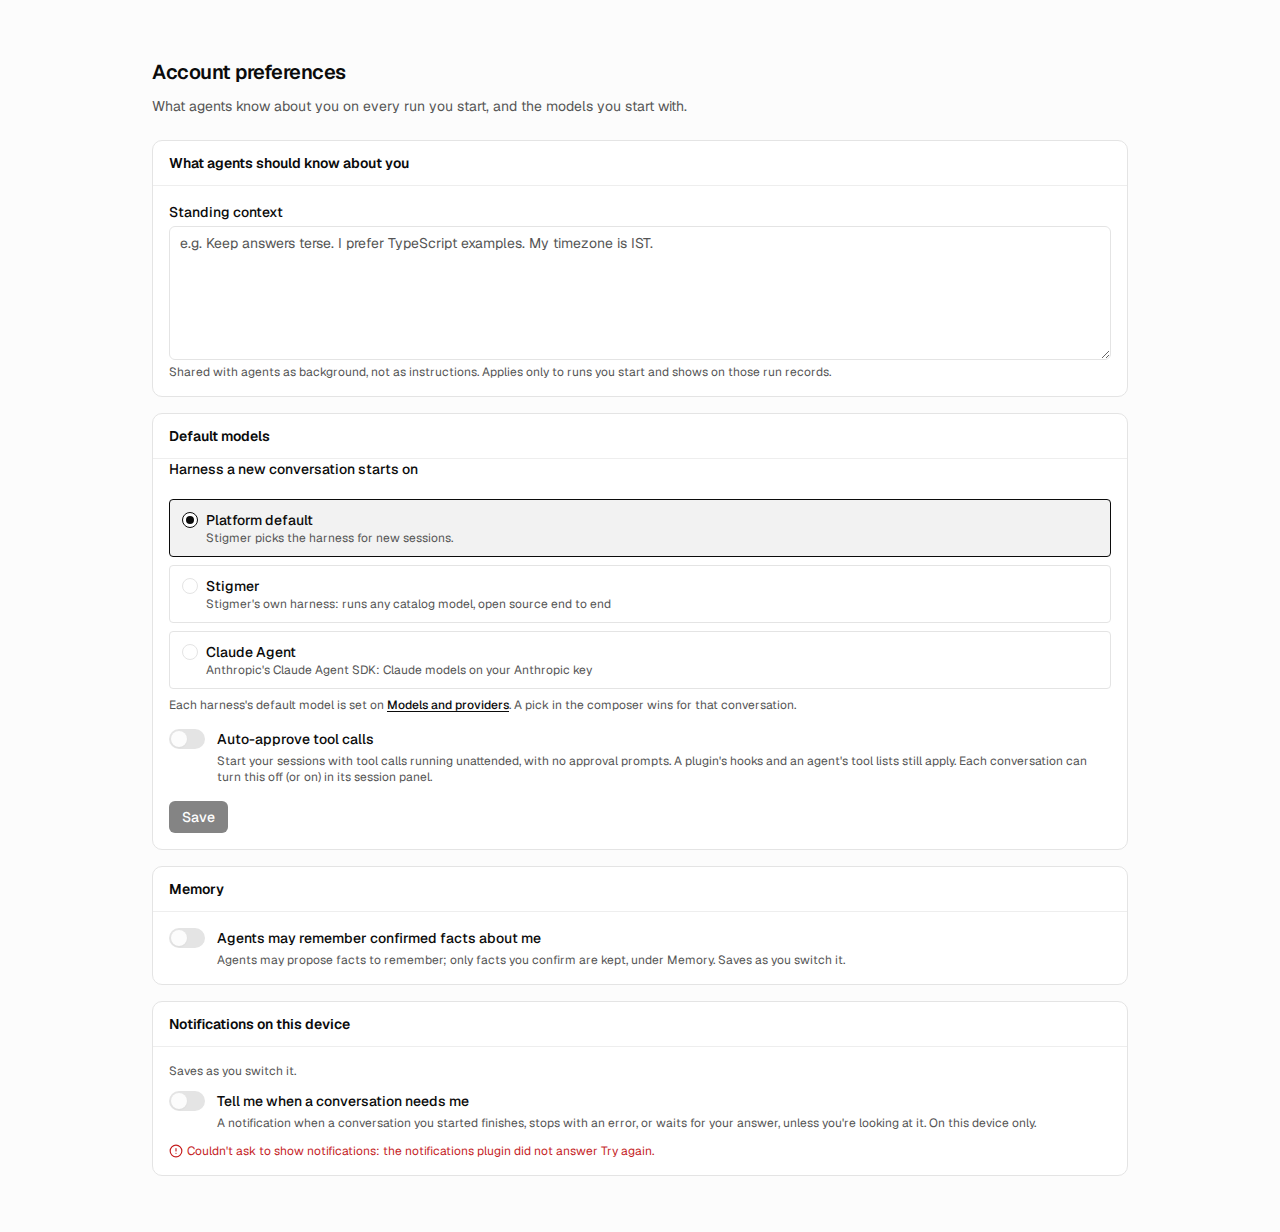 Account preferences
What agents know about you on every run you start, and the models you start with.
What agents should know about you
Standing context
e.g. Keep answers terse. I prefer TypeScript examples. My timezone is IST.
Shared with agents as background, not as instructions. Applies only to runs you start and shows on those run records.
Default models
Harness a new conversation starts on
Platform default
Stigmer picks the harness for new sessions.
Stigmer
Stigmer's own harness: runs any catalog model, open source end to end
Claude Agent
Anthropic's Claude Agent SDK: Claude models on your Anthropic key
Each harness's default model is set on Models and providers. A pick in the composer wins for that conversation.
Auto-approve tool calls
Start your sessions with tool calls running unattended, with no approval prompts. A plugin's hooks and an agent's tool lists still apply. Each conversation can
turn this off (or on) in its session panel.
Save
Memory
Agents may remember confirmed facts about me
Agents may propose facts to remember; only facts you confirm are kept, under Memory. Saves as you switch it.
Notifications on this device
Saves as you switch it.
Tell me when a conversation needs me
A notification when a conversation you started finishes, stops with an error, or waits for your answer, unless you're looking at it. On this device only.
Couldn't ask to show notifications: the notifications plugin did not answer Try again.